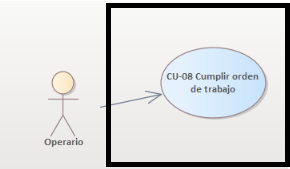 CU-08 Cumplir orden
de trabajo
Operario